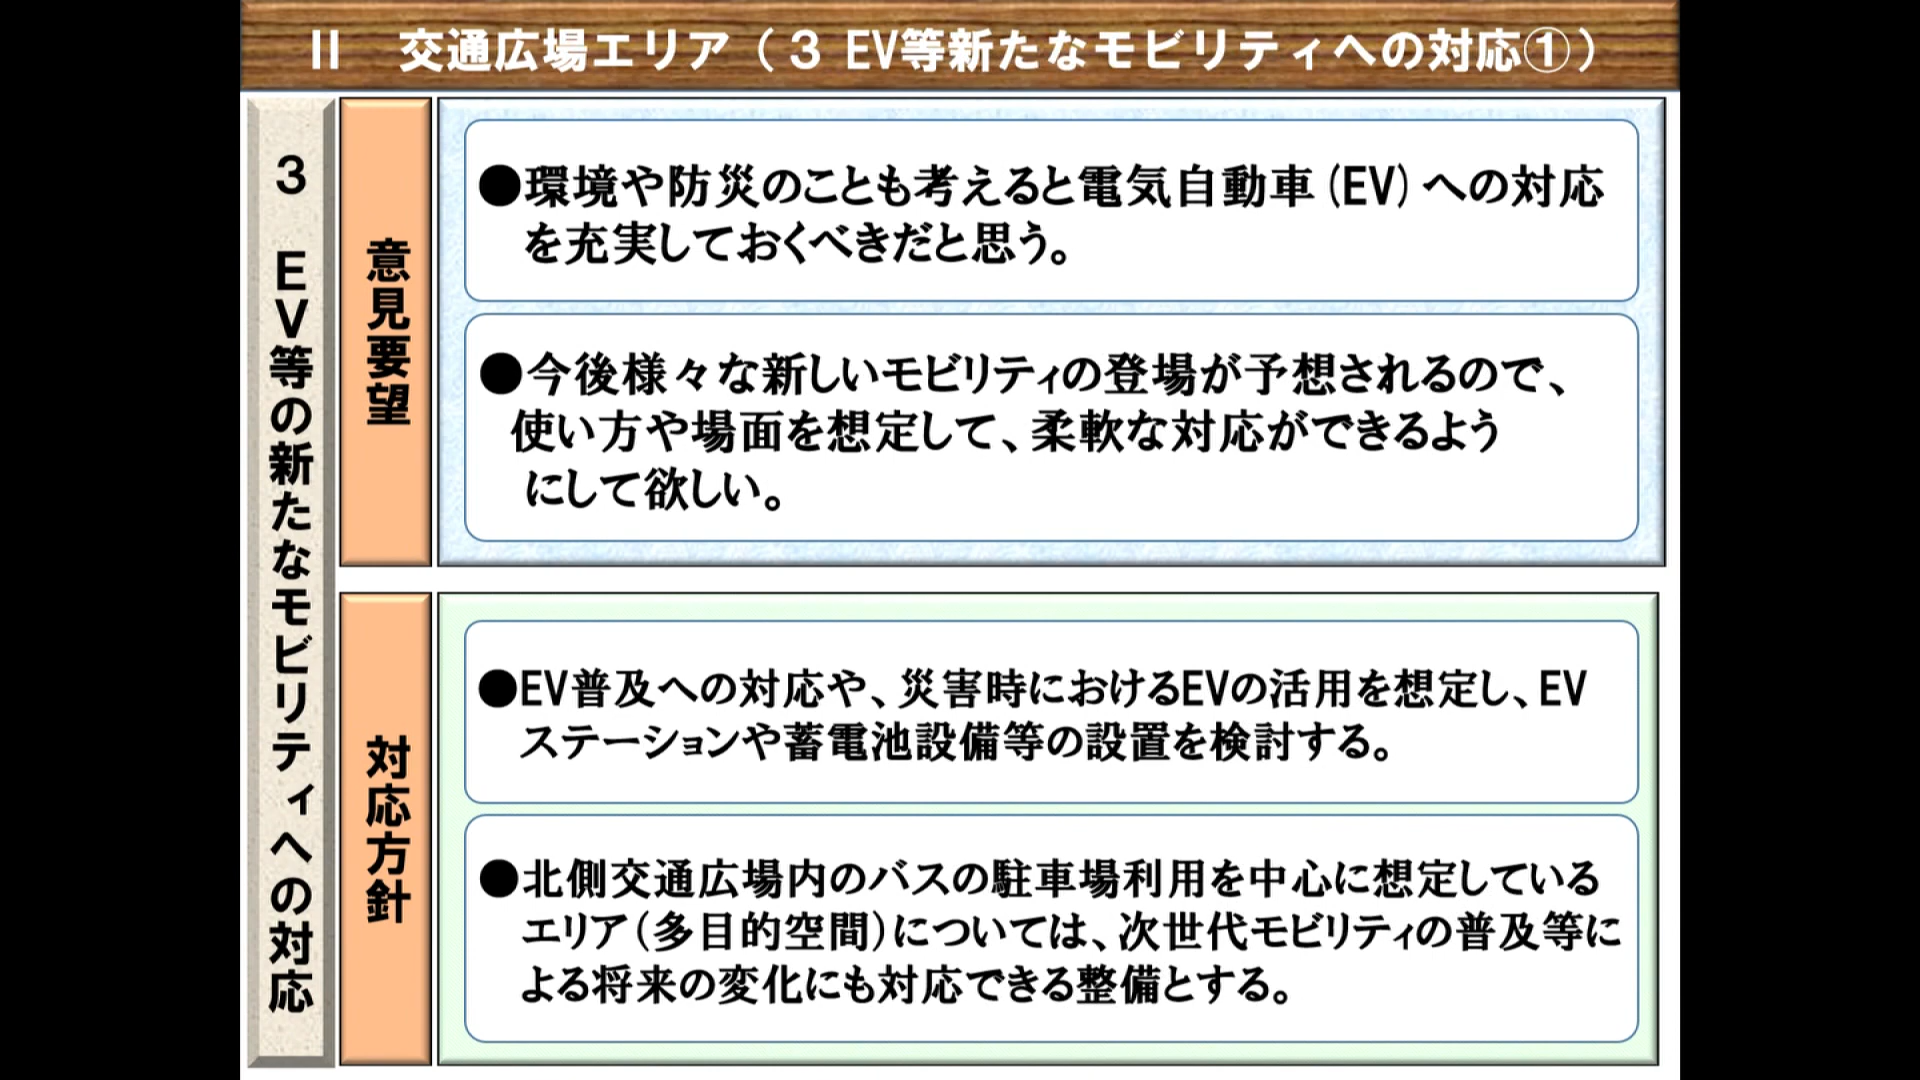 Ⅱ　交通広場エリア（３ EV等新たなモビリティへの対応①）
３　ＥＶ等の新たなモビリティへの対応
意見要望
●環境や防災のことも考えると電気自動車(EV)への対応
を充実しておくべきだと思う。
●今後様々な新しいモビリティの登場が予想されるので、
使い方や場面を想定して、柔軟な対応ができるよう
にして欲しい。
対応方針
●EV普及への対応や、災害時におけるEVの活用を想定し、EV
ステーションや蓄電池設備等の設置を検討する。
●北側交通広場内のバスの駐車場利用を中心に想定している
エリア（多目的空間）については、次世代モビリティの普及等に
よる将来の変化にも対応できる整備とする。